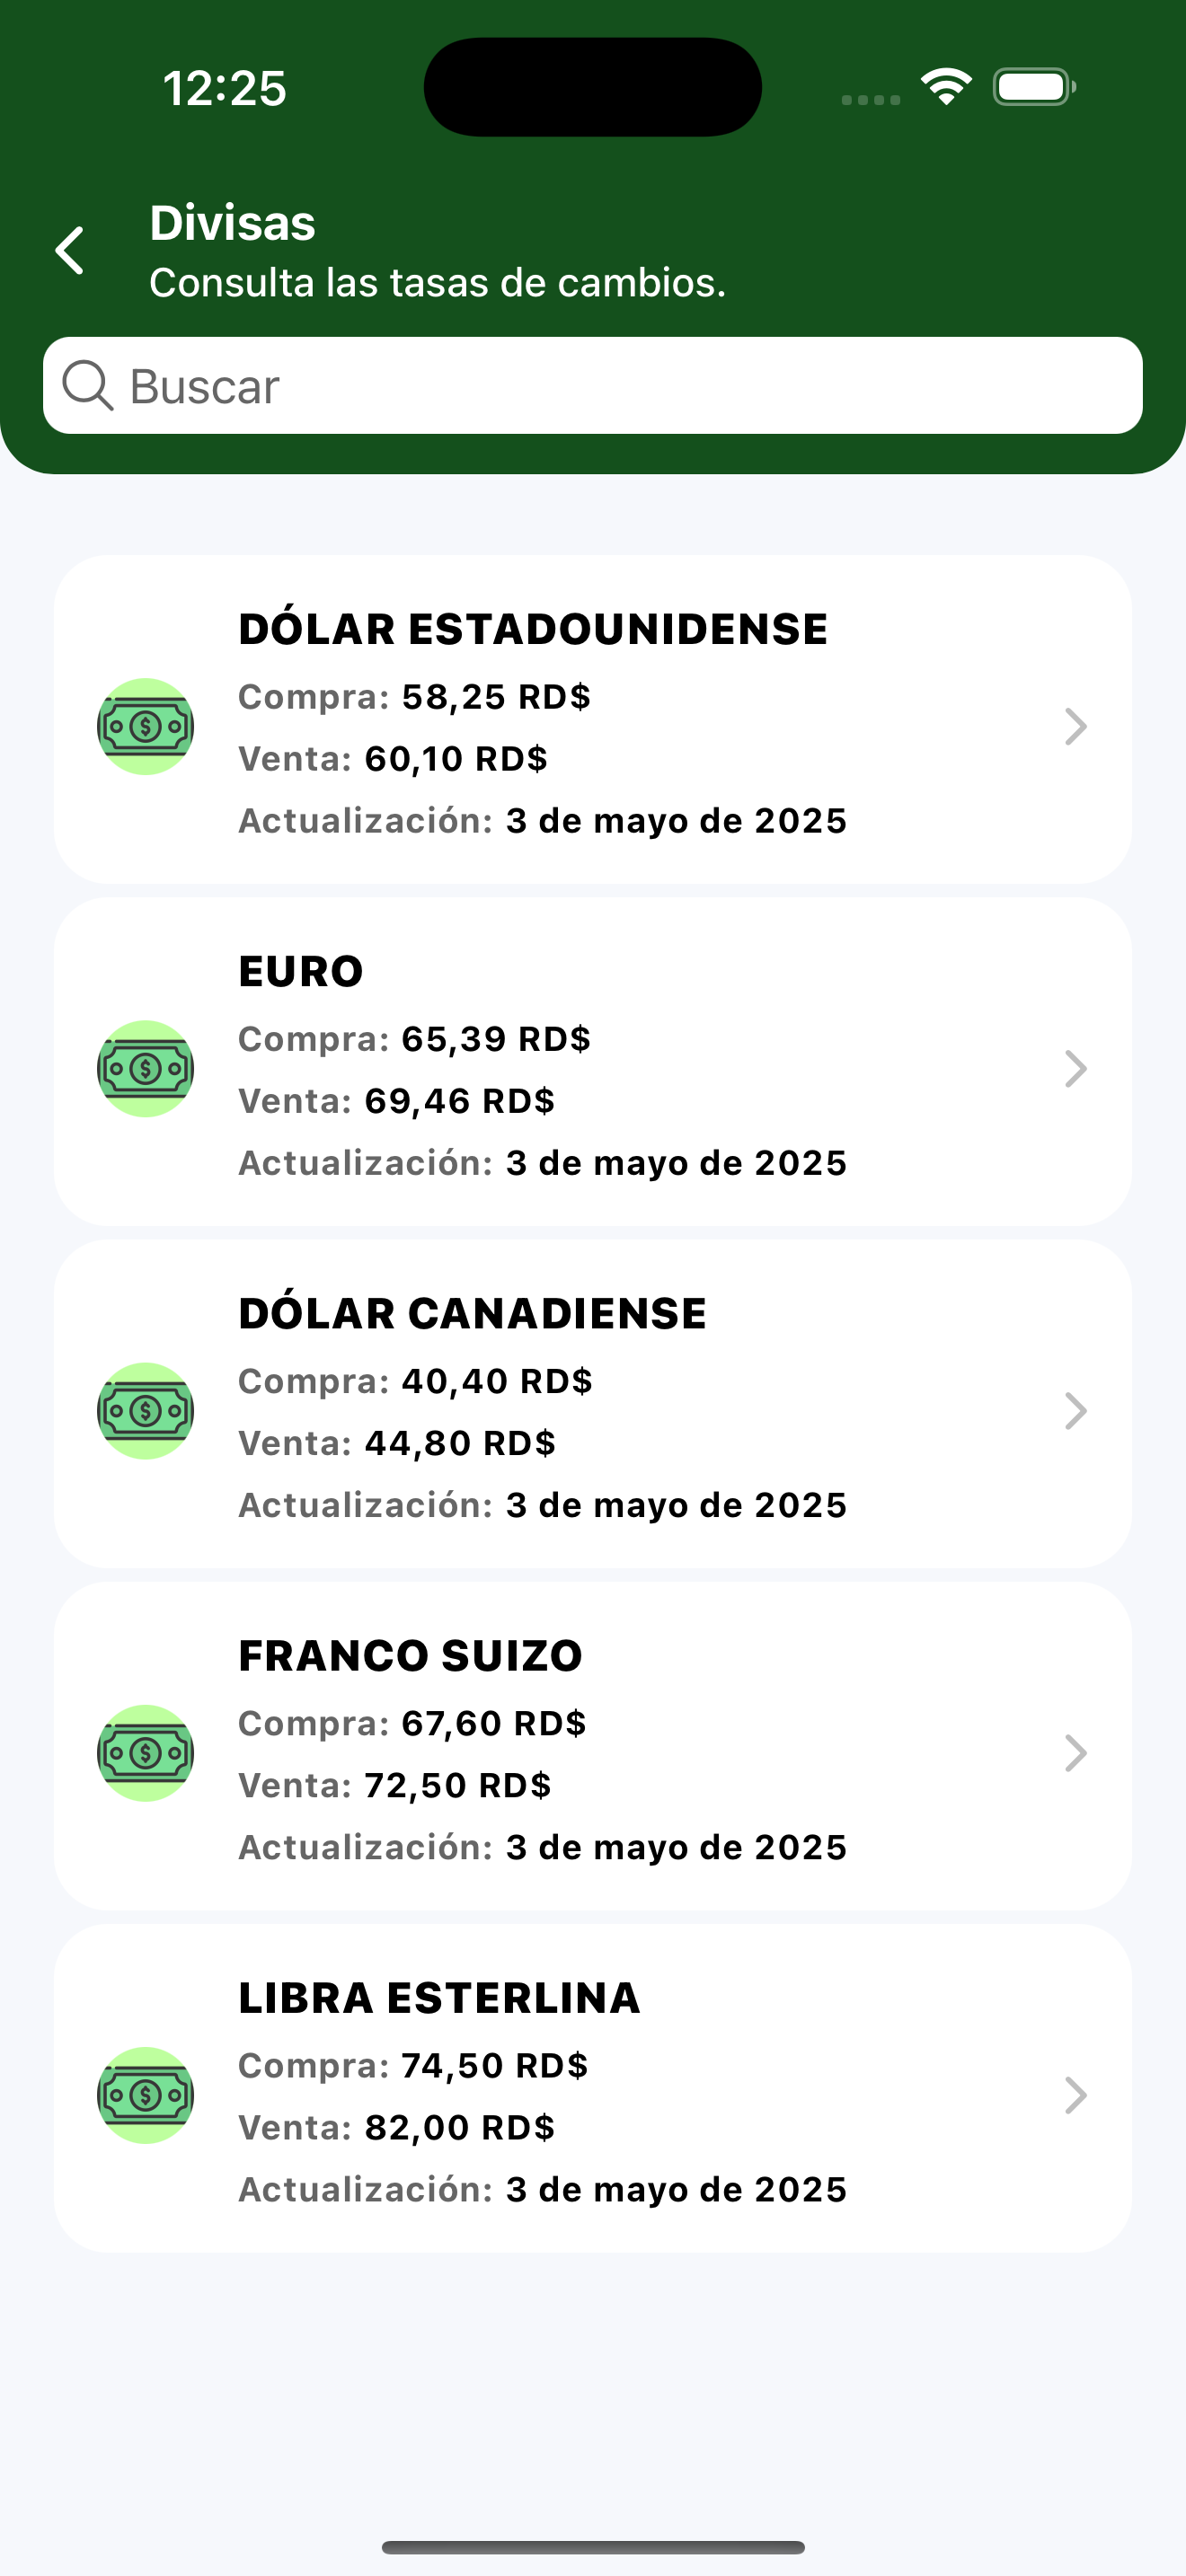 12:25
Divisas
Consulta las tasas de cambios.
Buscar
DÓLAR ESTADOUNIDENSE
Compra: 58,25 RD$
Venta: 60,10 RD$
Actualización: 3 de mayo de 2025
EURO
Compra: 65,39 RD$
Venta: 69,46 RD$
Actualización: 3 de mayo de 2025
DÓLAR CANADIENSE
Compra: 40,40 RD$
Venta: 44,80 RD$
Actualización: 3 de mayo de 2025
FRANCO SUIZO
Compra: 67,60 RD$
Venta: 72,50 RD$
Actualización: 3 de mayo de 2025
LIBRA ESTERLINA
Compra: 74,50 RD$
Venta: 82,00 RD$
Actualización: 3 de mayo de 2025